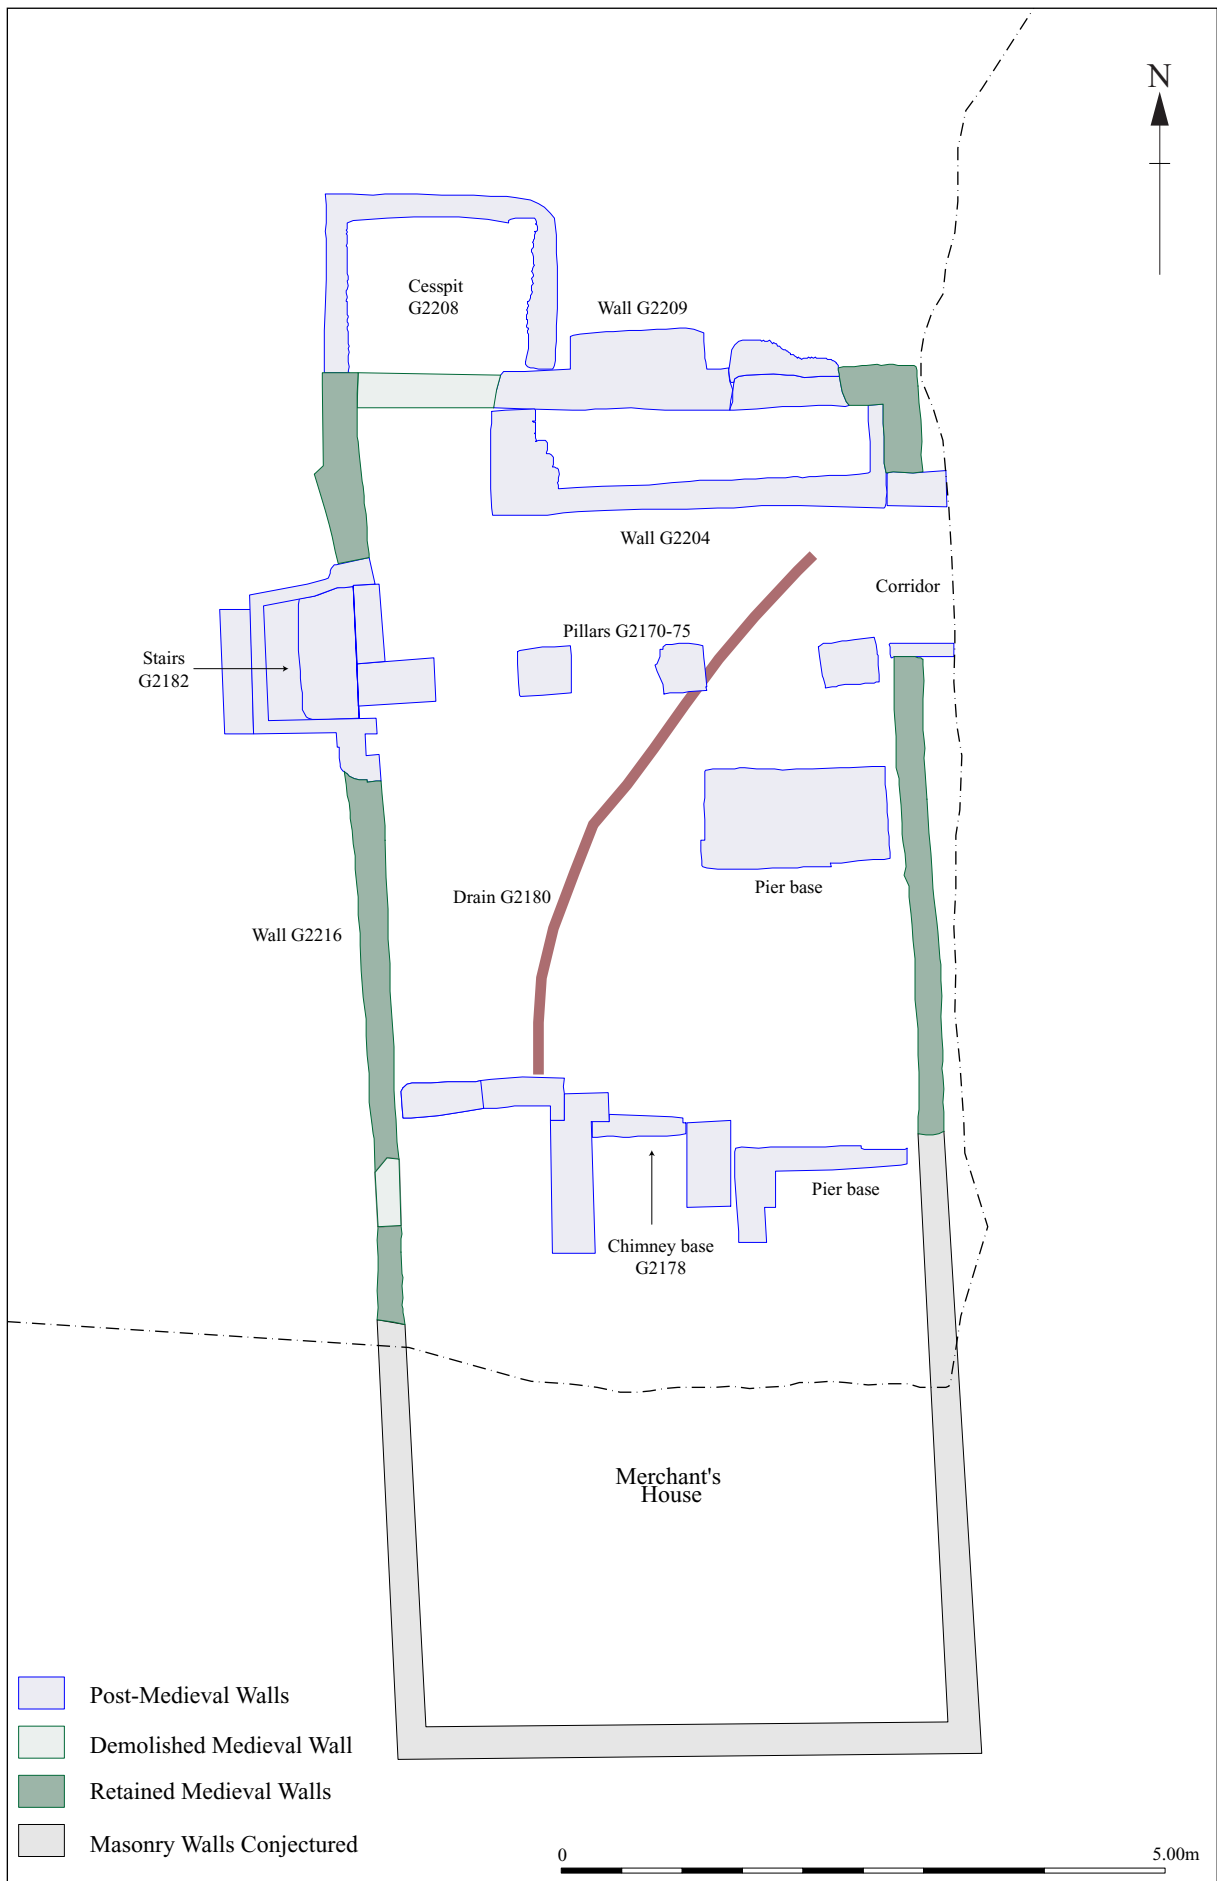 N
Cesspit
G2208
Wall G2209
Wall G2204
Corridor
Pillars G2170-75
Stairs
G2182
Pier base
Drain G2180
Wall G2216
Pier base
Chimney base
G2178
Merchant's
House
Post-Medieval Walls
Demolished Medieval Wall
Retained Medieval Walls
Masonry Walls Conjectured
0 5.00m